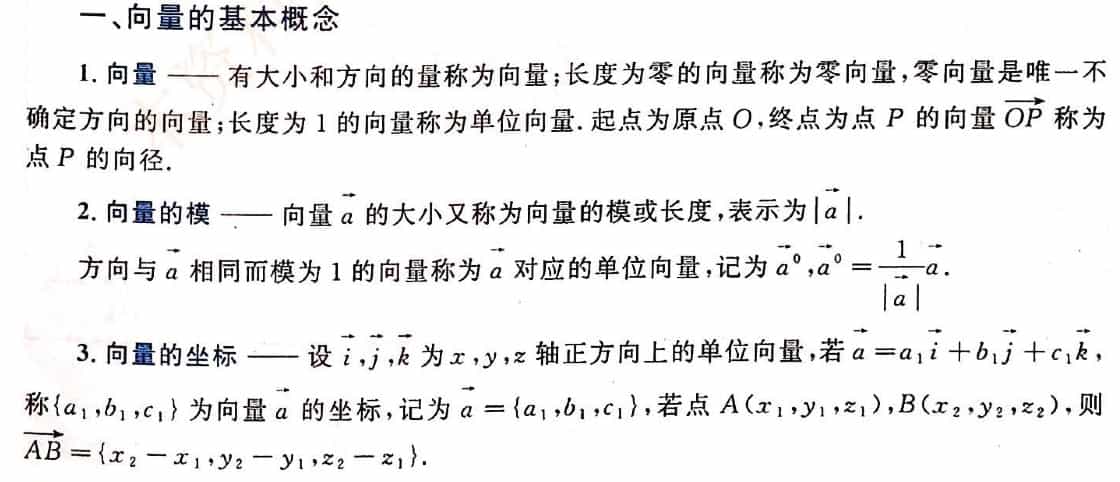 一、向量的基本概念
1. 向量 —— 有大小和方向的量称为向量;长度为零的向量称为零向量,零向量是唯一不
确定方向的向量;长度为 1 的向量称为单位向量. 起点为原点 O,终点为点 P 的向量 $\overrightarrow{OP}$ 称为
点 P 的向径.
2. 向量的模 —— 向量 $\vec{a}$ 的大小又称为向量的模或长度,表示为 $|\vec{a}|$.
方向与 $\vec{a}$ 相同而模为 1 的向量称为 $\vec{a}$ 对应的单位向量,记为 $\vec{a}^0$,$\vec{a}^0=\frac{1}{|\vec{a}|}\vec{a}$.
3. 向量的坐标 —— 设 $\vec{i}$,$\vec{j}$,$\vec{k}$ 为 x,y,z 轴正方向上的单位向量,若 $\vec{a}=a_1\vec{i}+b_1\vec{j}+c_1\vec{k}$,
称$\{a_1,b_1,c_1\}$ 为向量 $\vec{a}$ 的坐标,记为 $\vec{a}=\{a_1,b_1,c_1\}$,若点 $A(x_1,y_1,z_1)$,$B(x_2,y_2,z_2)$,则
$\overrightarrow{AB}=\{x_2-x_1,y_2-y_1,z_2-z_1\}$.